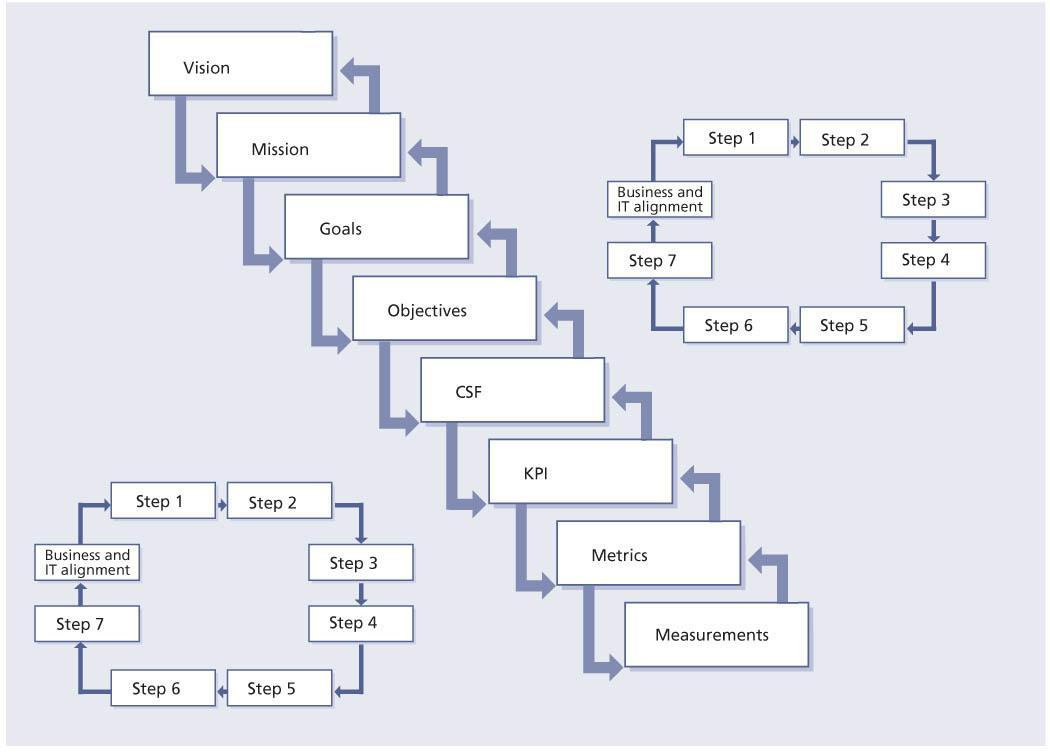 Vision
Mission
Goals
Objectives
CSF
KPI
Metrics
Measurements
Step 1
Step 2
Step 3
Step 4
Step 5
Step 6
Step 7
Business and
IT alignment
Step 1
Step 2
Step 3
Step 4
Step 5
Step 6
Step 7
Business and
IT alignment